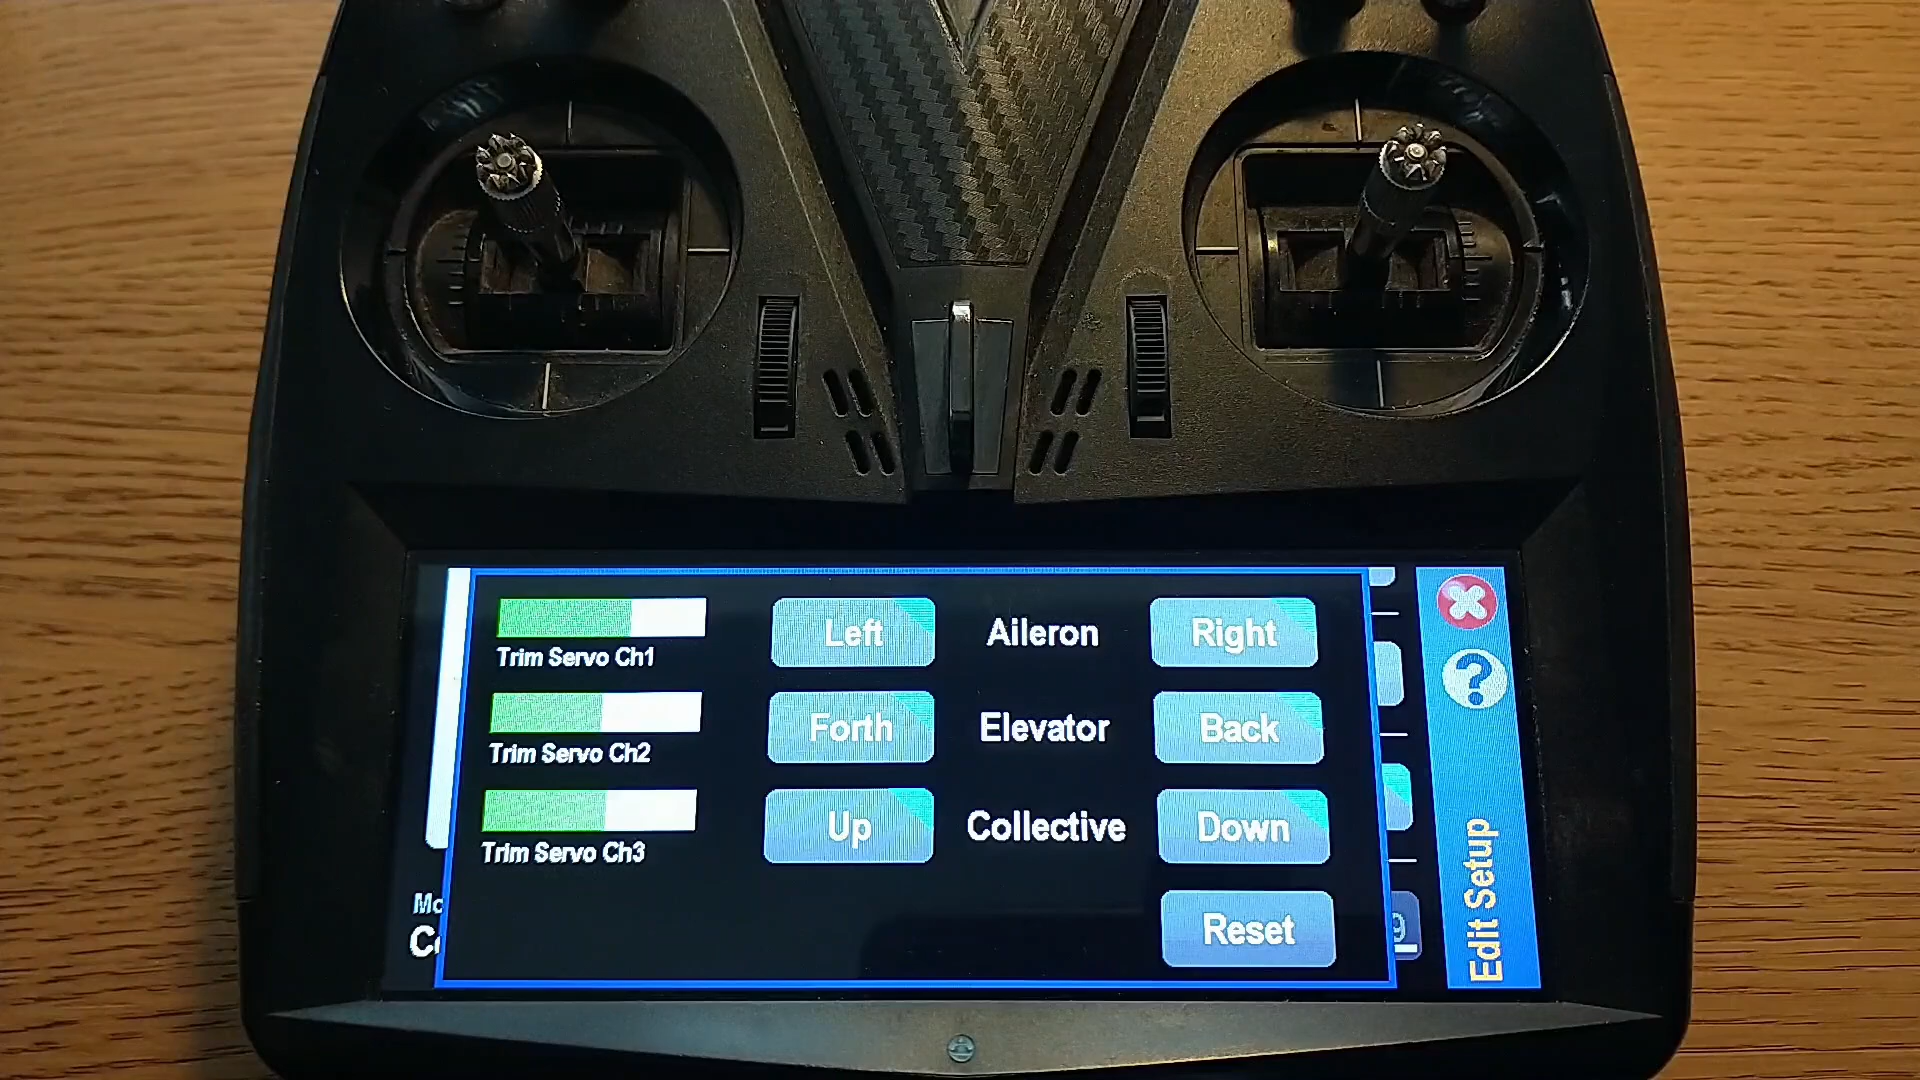 Left Aileron Right
Trim Servo Ch1
Forth Elevator Back
Trim Servo Ch2
Up Collective Down
Trim Servo Ch3
Reset
Edit Setup
?